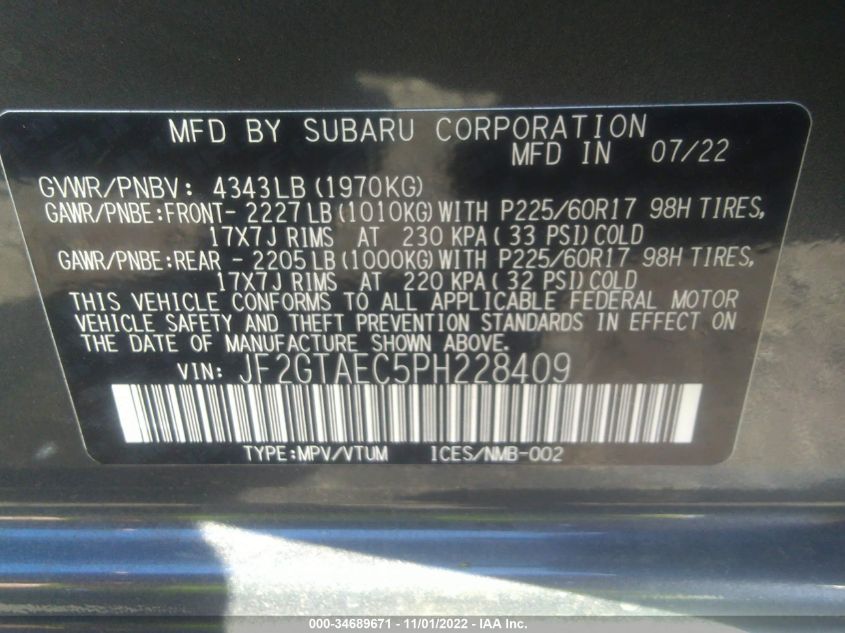 MFD BY SUBARU CORPORATION
MFD IN 07/22
GVWR/PNBV: 4343LB (1970KG)
GAWR/PNBE:FRONT- 2227 LB (1010KG) WITH P225/60R17 98H TIRES,
17X7J RIMS AT 230 KPA ( 33 PSI) COLD
GAWR/PNBE:REAR - 2205 LB (1000KG) WITH P225/60R17 98H TIRES,
17X7J RIMS AT 220 KPA ( 32 PSI) COLD
THIS VEHICLE CONFORMS TO ALL APPLICABLE FEDERAL MOTOR
VEHICLE SAFETY AND THEFT PREVENTION STANDARDS IN EFFECT ON
THE DATE OF MANUFACTURE SHOWN ABOVE.
VIN: JF2GTAEC5PH228409
TYPE:MPV/VTUM ICES/NMB-002
000-34689671 - 11/01/2022 - IAA Inc.